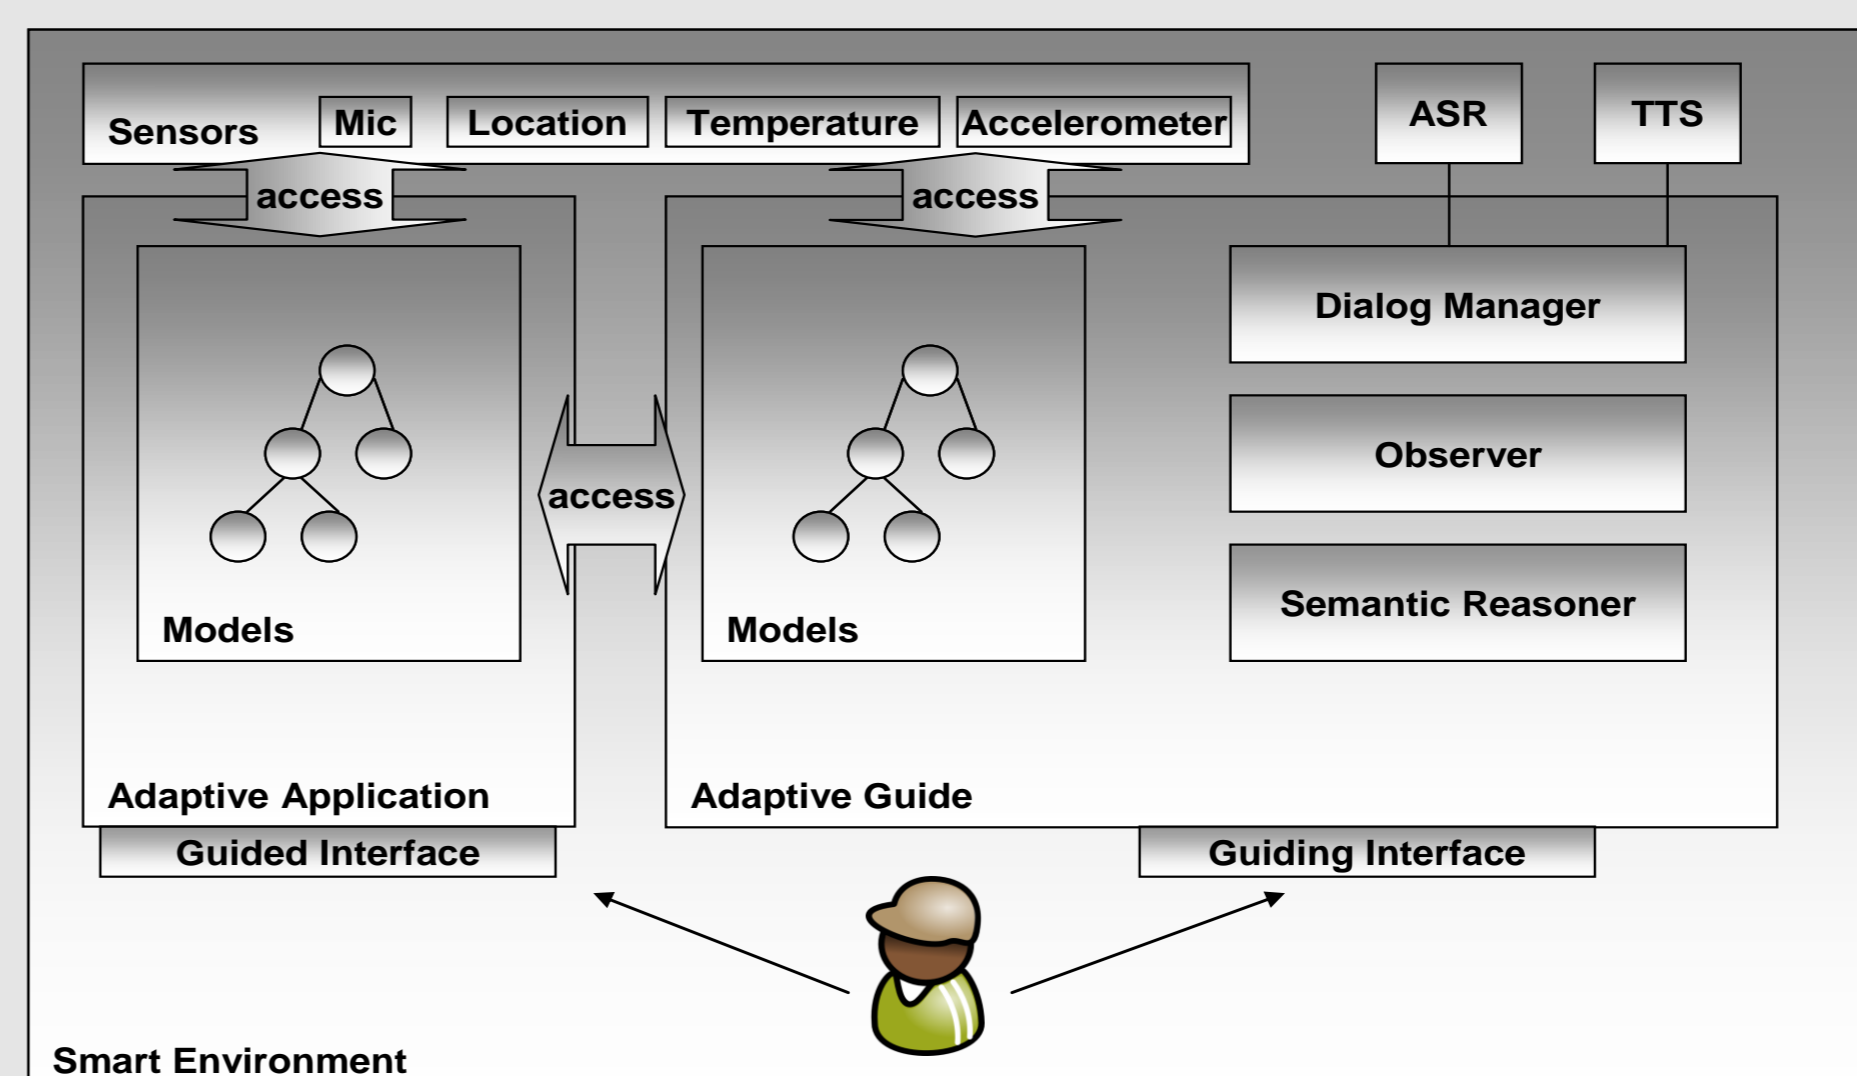 Sensors
Mic
Location
Temperature
Accelerometer
ASR
TTS
access
access
Dialog Manager
Observer
access
Semantic Reasoner
Models
Models
Adaptive Application
Adaptive Guide
Guided Interface
Guiding Interface
Smart Environment